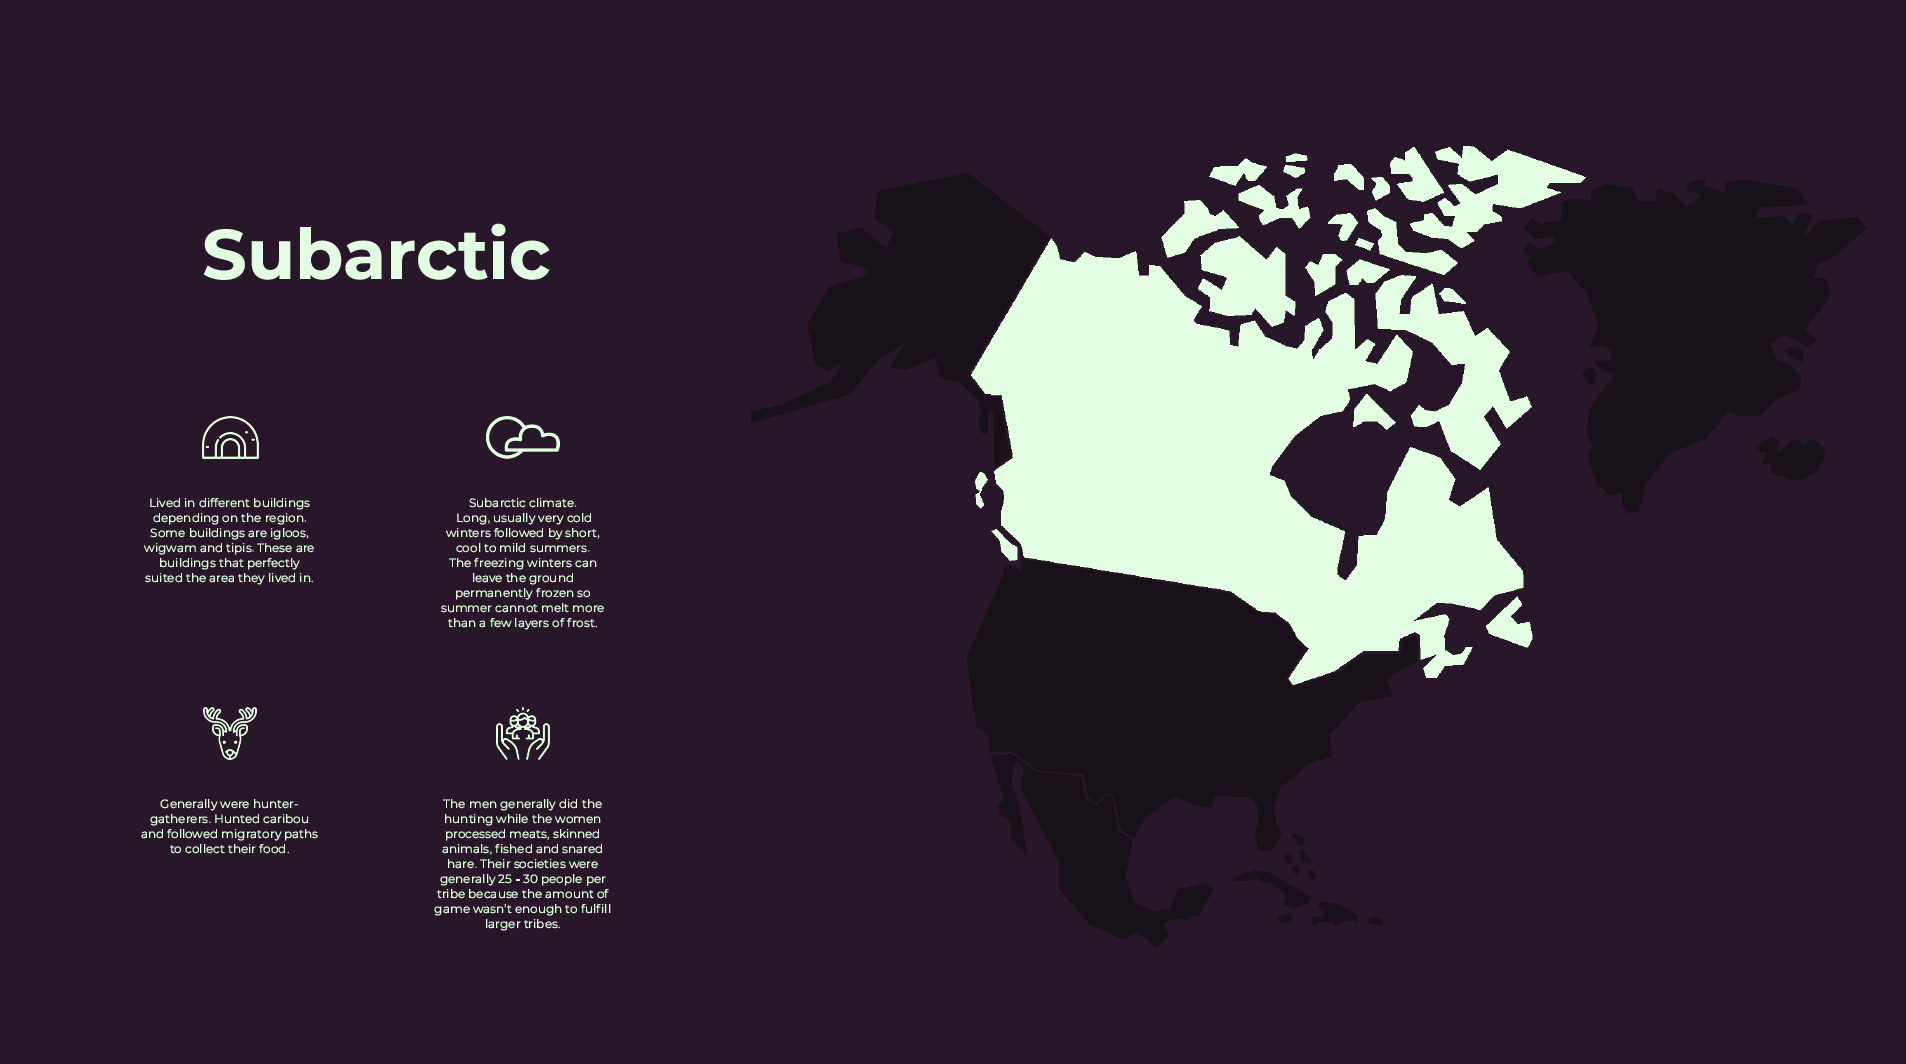 Subarctic
Lived in different buildings
depending on the region.
Some buildings are igloos,
wigwam and tipis. These are
buildings that perfectly
suited the area they lived in.
Subarctic climate.
Long, usually very cold
winters followed by short,
cool to mild summers.
The freezing winters can
leave the ground
permanently frozen so
summer cannot melt more
than a few layers of frost.
Generally were hunter-
gatherers. Hunted caribou
and followed migratory paths
to collect their food.
The men generally did the
hunting while the women
processed meats, skinned
animals, fished and snared
hare. Their societies were
generally 25 - 30 people per
tribe because the amount of
game wasn't enough to fulfill
larger tribes.